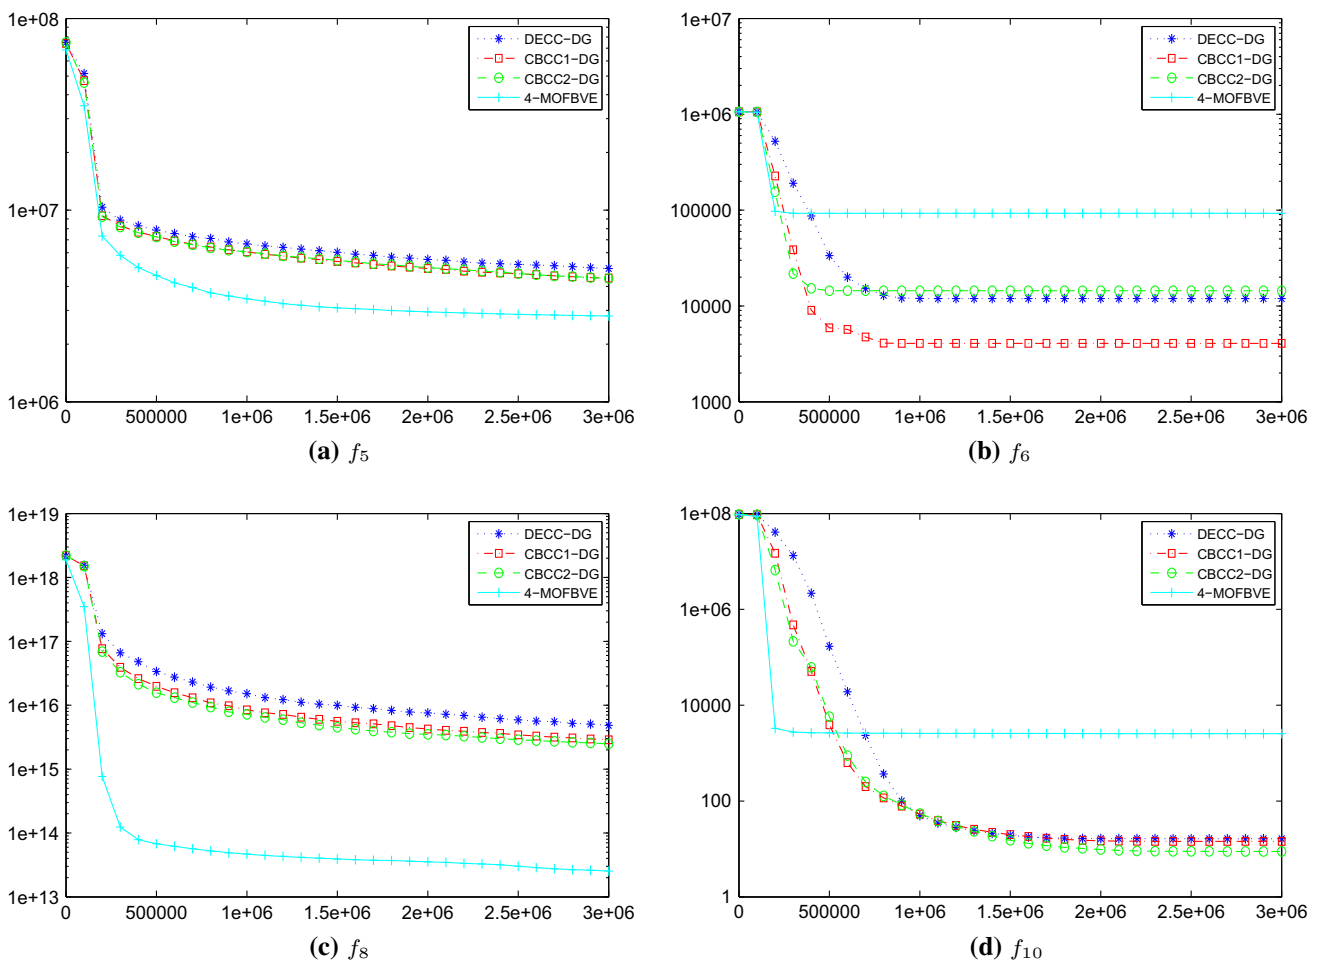 1e+08
1e+07
1e+06
0
500000
1e+06
1.5e+06
2e+06
2.5e+06
3e+06
DECC-DG
CBCC1-DG
CBCC2-DG
4-MOFBVE
(a) f5
1e+07
1e+06
100000
10000
1000
0
500000
1e+06
1.5e+06
2e+06
2.5e+06
3e+06
DECC-DG
CBCC1-DG
CBCC2-DG
4-MOFBVE
(b) f6
1e+19
1e+18
1e+17
1e+16
1e+15
1e+14
1e+13
0
500000
1e+06
1.5e+06
2e+06
2.5e+06
3e+06
DECC-DG
CBCC1-DG
CBCC2-DG
4-MOFBVE
(c) f8
1e+08
1e+06
10000
100
1
0
500000
1e+06
1.5e+06
2e+06
2.5e+06
3e+06
DECC-DG
CBCC1-DG
CBCC2-DG
4-MOFBVE
(d) f10